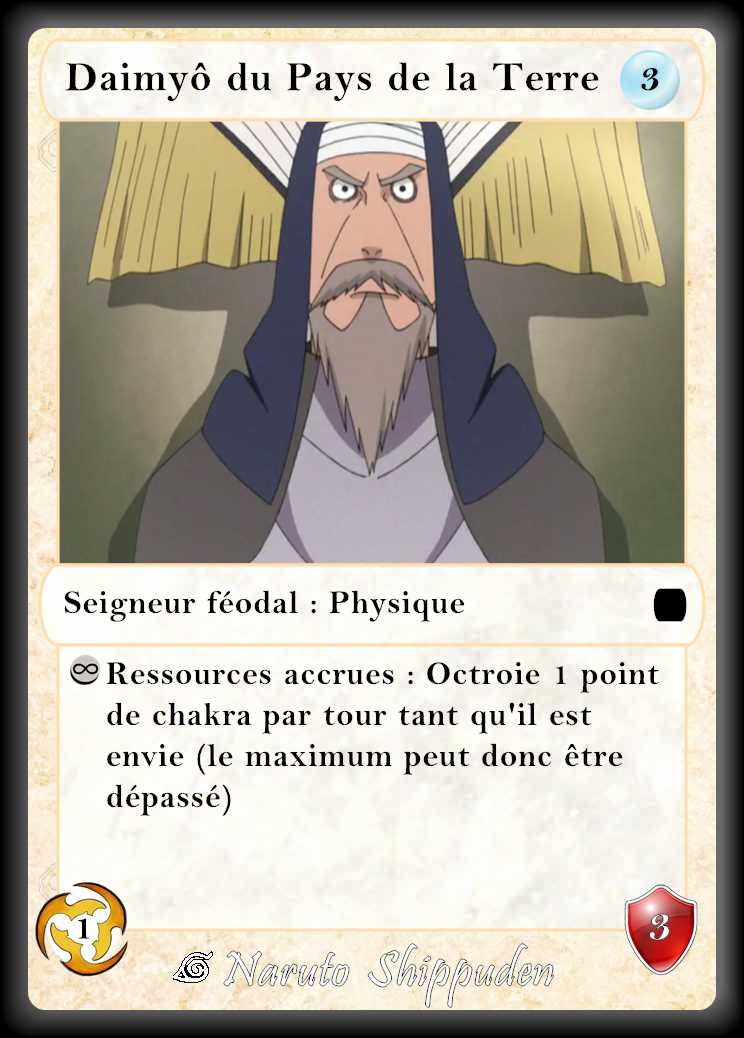 Daimyô du Pays de la Terre 3
Seigneur féodal : Physique
Ressources accrues : Octroie 1 point
de chakra par tour tant qu'il est
envie (le maximum peut donc être
dépassé)
1
3
Naruto Shippuden